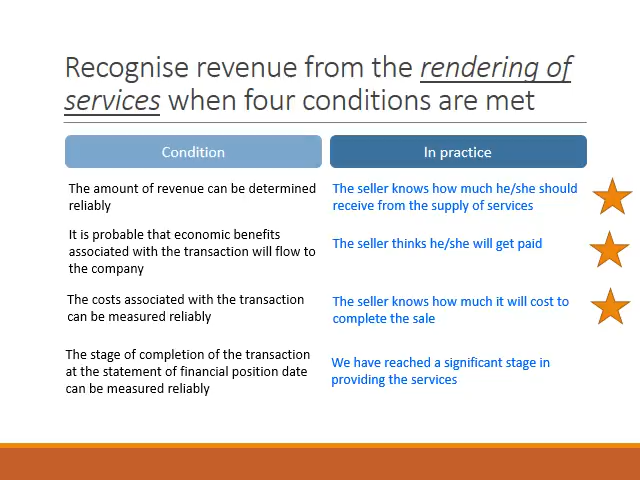 Recognise revenue from the rendering of
services when four conditions are met
Condition
In practice
The amount of revenue can be determined
reliably
The seller knows how much he/she should
receive from the supply of services
It is probable that economic benefits
associated with the transaction will flow to
the company
The seller thinks he/she will get paid
The costs associated with the transaction
can be measured reliably
The seller knows how much it will cost to
complete the sale
The stage of completion of the transaction
at the statement of financial position date
can be measured reliably
We have reached a significant stage in
providing the services